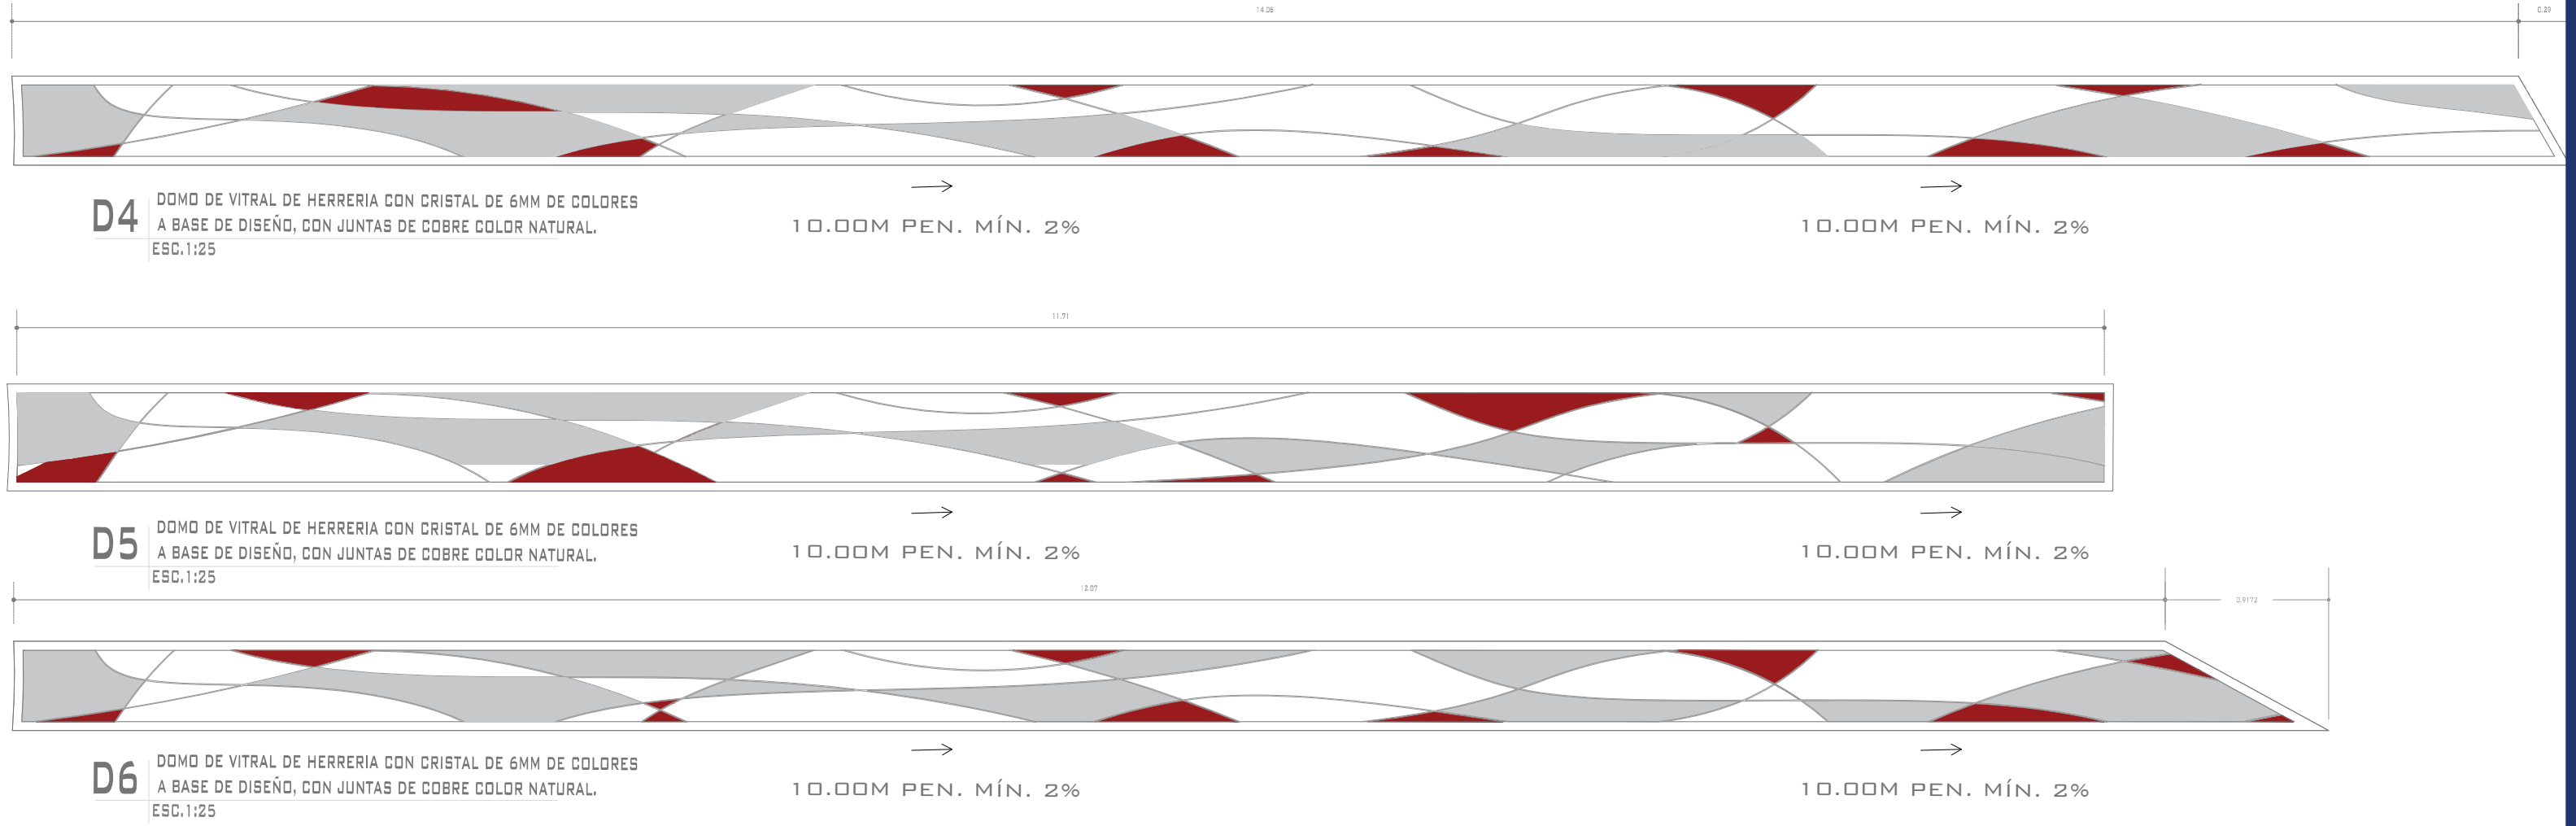 14.06
0.29
D4
DOMO DE VITRAL DE HERRERIA CON CRISTAL DE 6MM DE COLORES
A BASE DE DISEÑO, CON JUNTAS DE COBRE COLOR NATURAL.
ESC.1:25
10.00M PEN. MÍN. 2%
10.00M PEN. MÍN. 2%
11.71
D5
DOMO DE VITRAL DE HERRERIA CON CRISTAL DE 6MM DE COLORES
A BASE DE DISEÑO, CON JUNTAS DE COBRE COLOR NATURAL.
ESC.1:25
10.00M PEN. MÍN. 2%
10.00M PEN. MÍN. 2%
12.07
D6
DOMO DE VITRAL DE HERRERIA CON CRISTAL DE 6MM DE COLORES
A BASE DE DISEÑO, CON JUNTAS DE COBRE COLOR NATURAL.
ESC.1:25
10.00M PEN. MÍN. 2%
10.00M PEN. MÍN. 2%